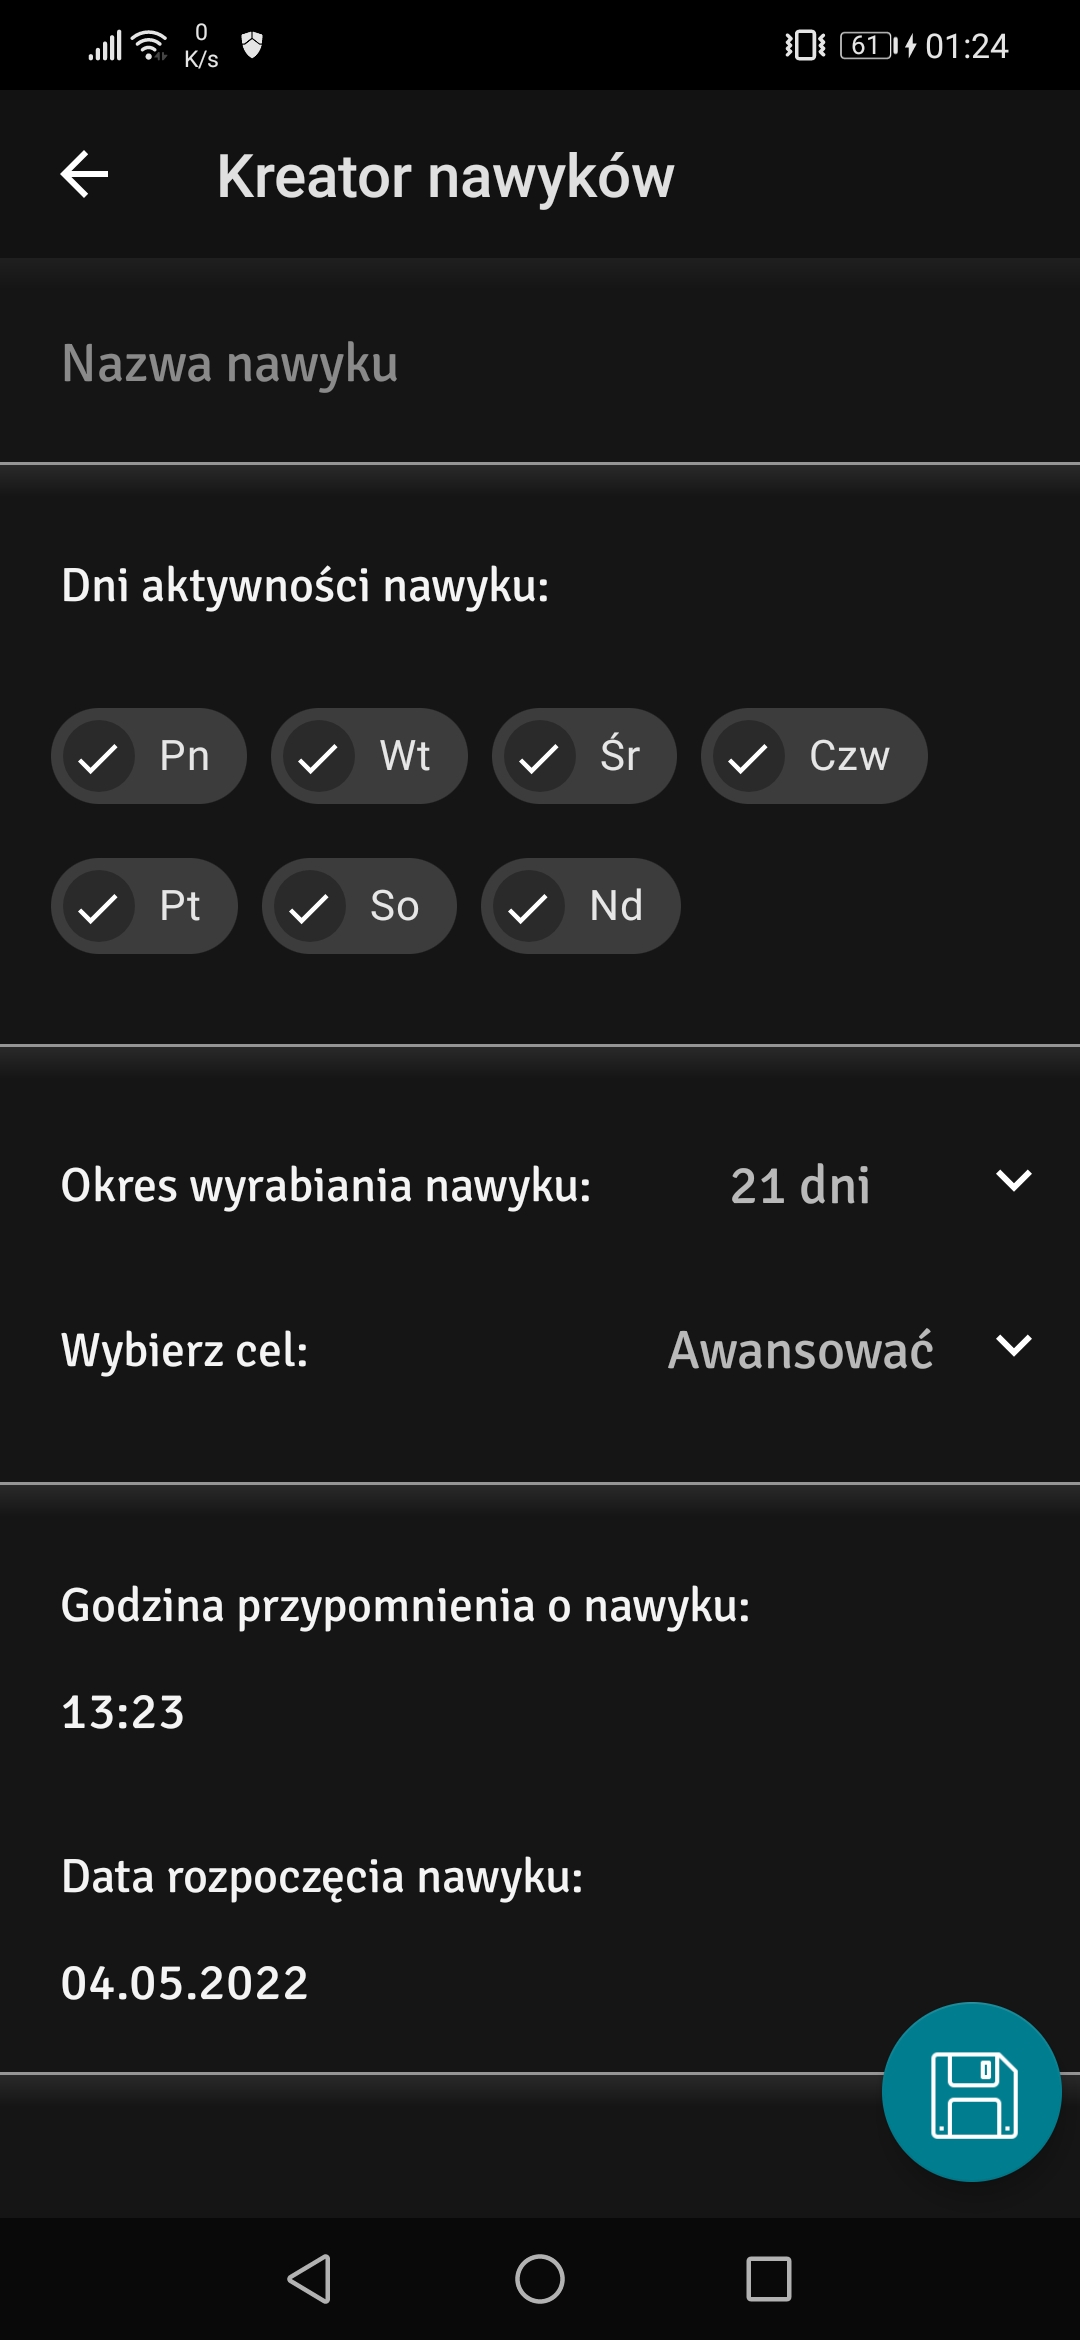 0
K/s
61
01:24
Kreator nawyków
Nazwa nawyku
Dni aktywności nawyku:
Pn Wt Śr Czw
Pt So Nd
Okres wyrabiania nawyku: 21 dni
Wybierz cel: Awansować
Godzina przypomnienia o nawyku:
13:23
Data rozpoczęcia nawyku:
04.05.2022